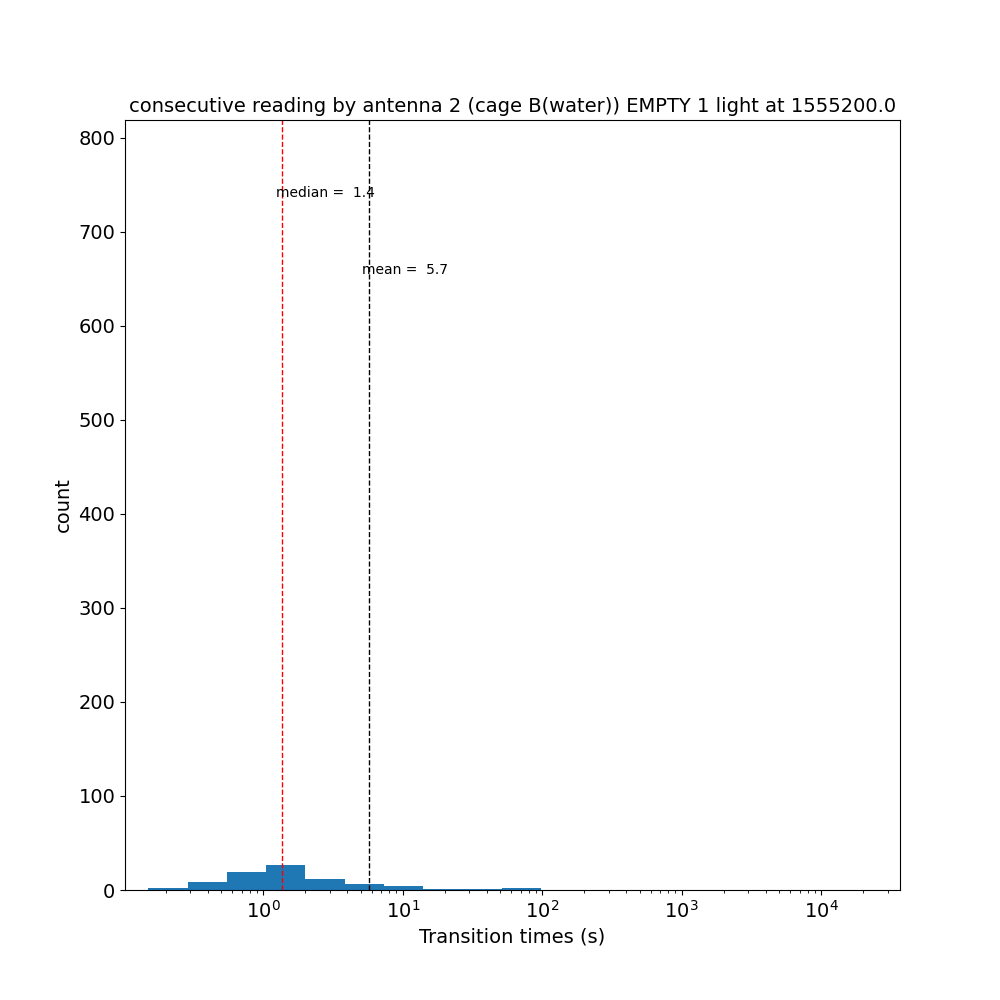 consecutive reading by antenna 2 (cage B(water)) EMPTY 1 light at 1555200.0
800
median =  1.4
700
mean =  5.7
600
500
400
count
300
200
100
0
10^0 10^1 10^2 10^3 10^4
Transition times (s)